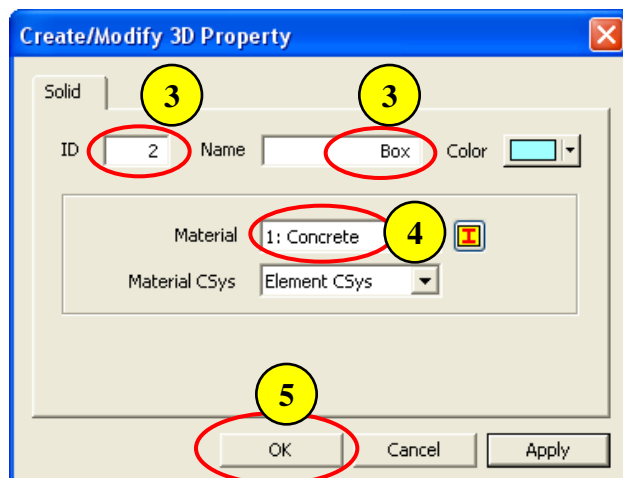 Create/Modify 3D Property
Solid
3 3
ID 2 Name Box Color
Material 1: Concrete 4
Material CSys Element CSys
5
OK Cancel Apply